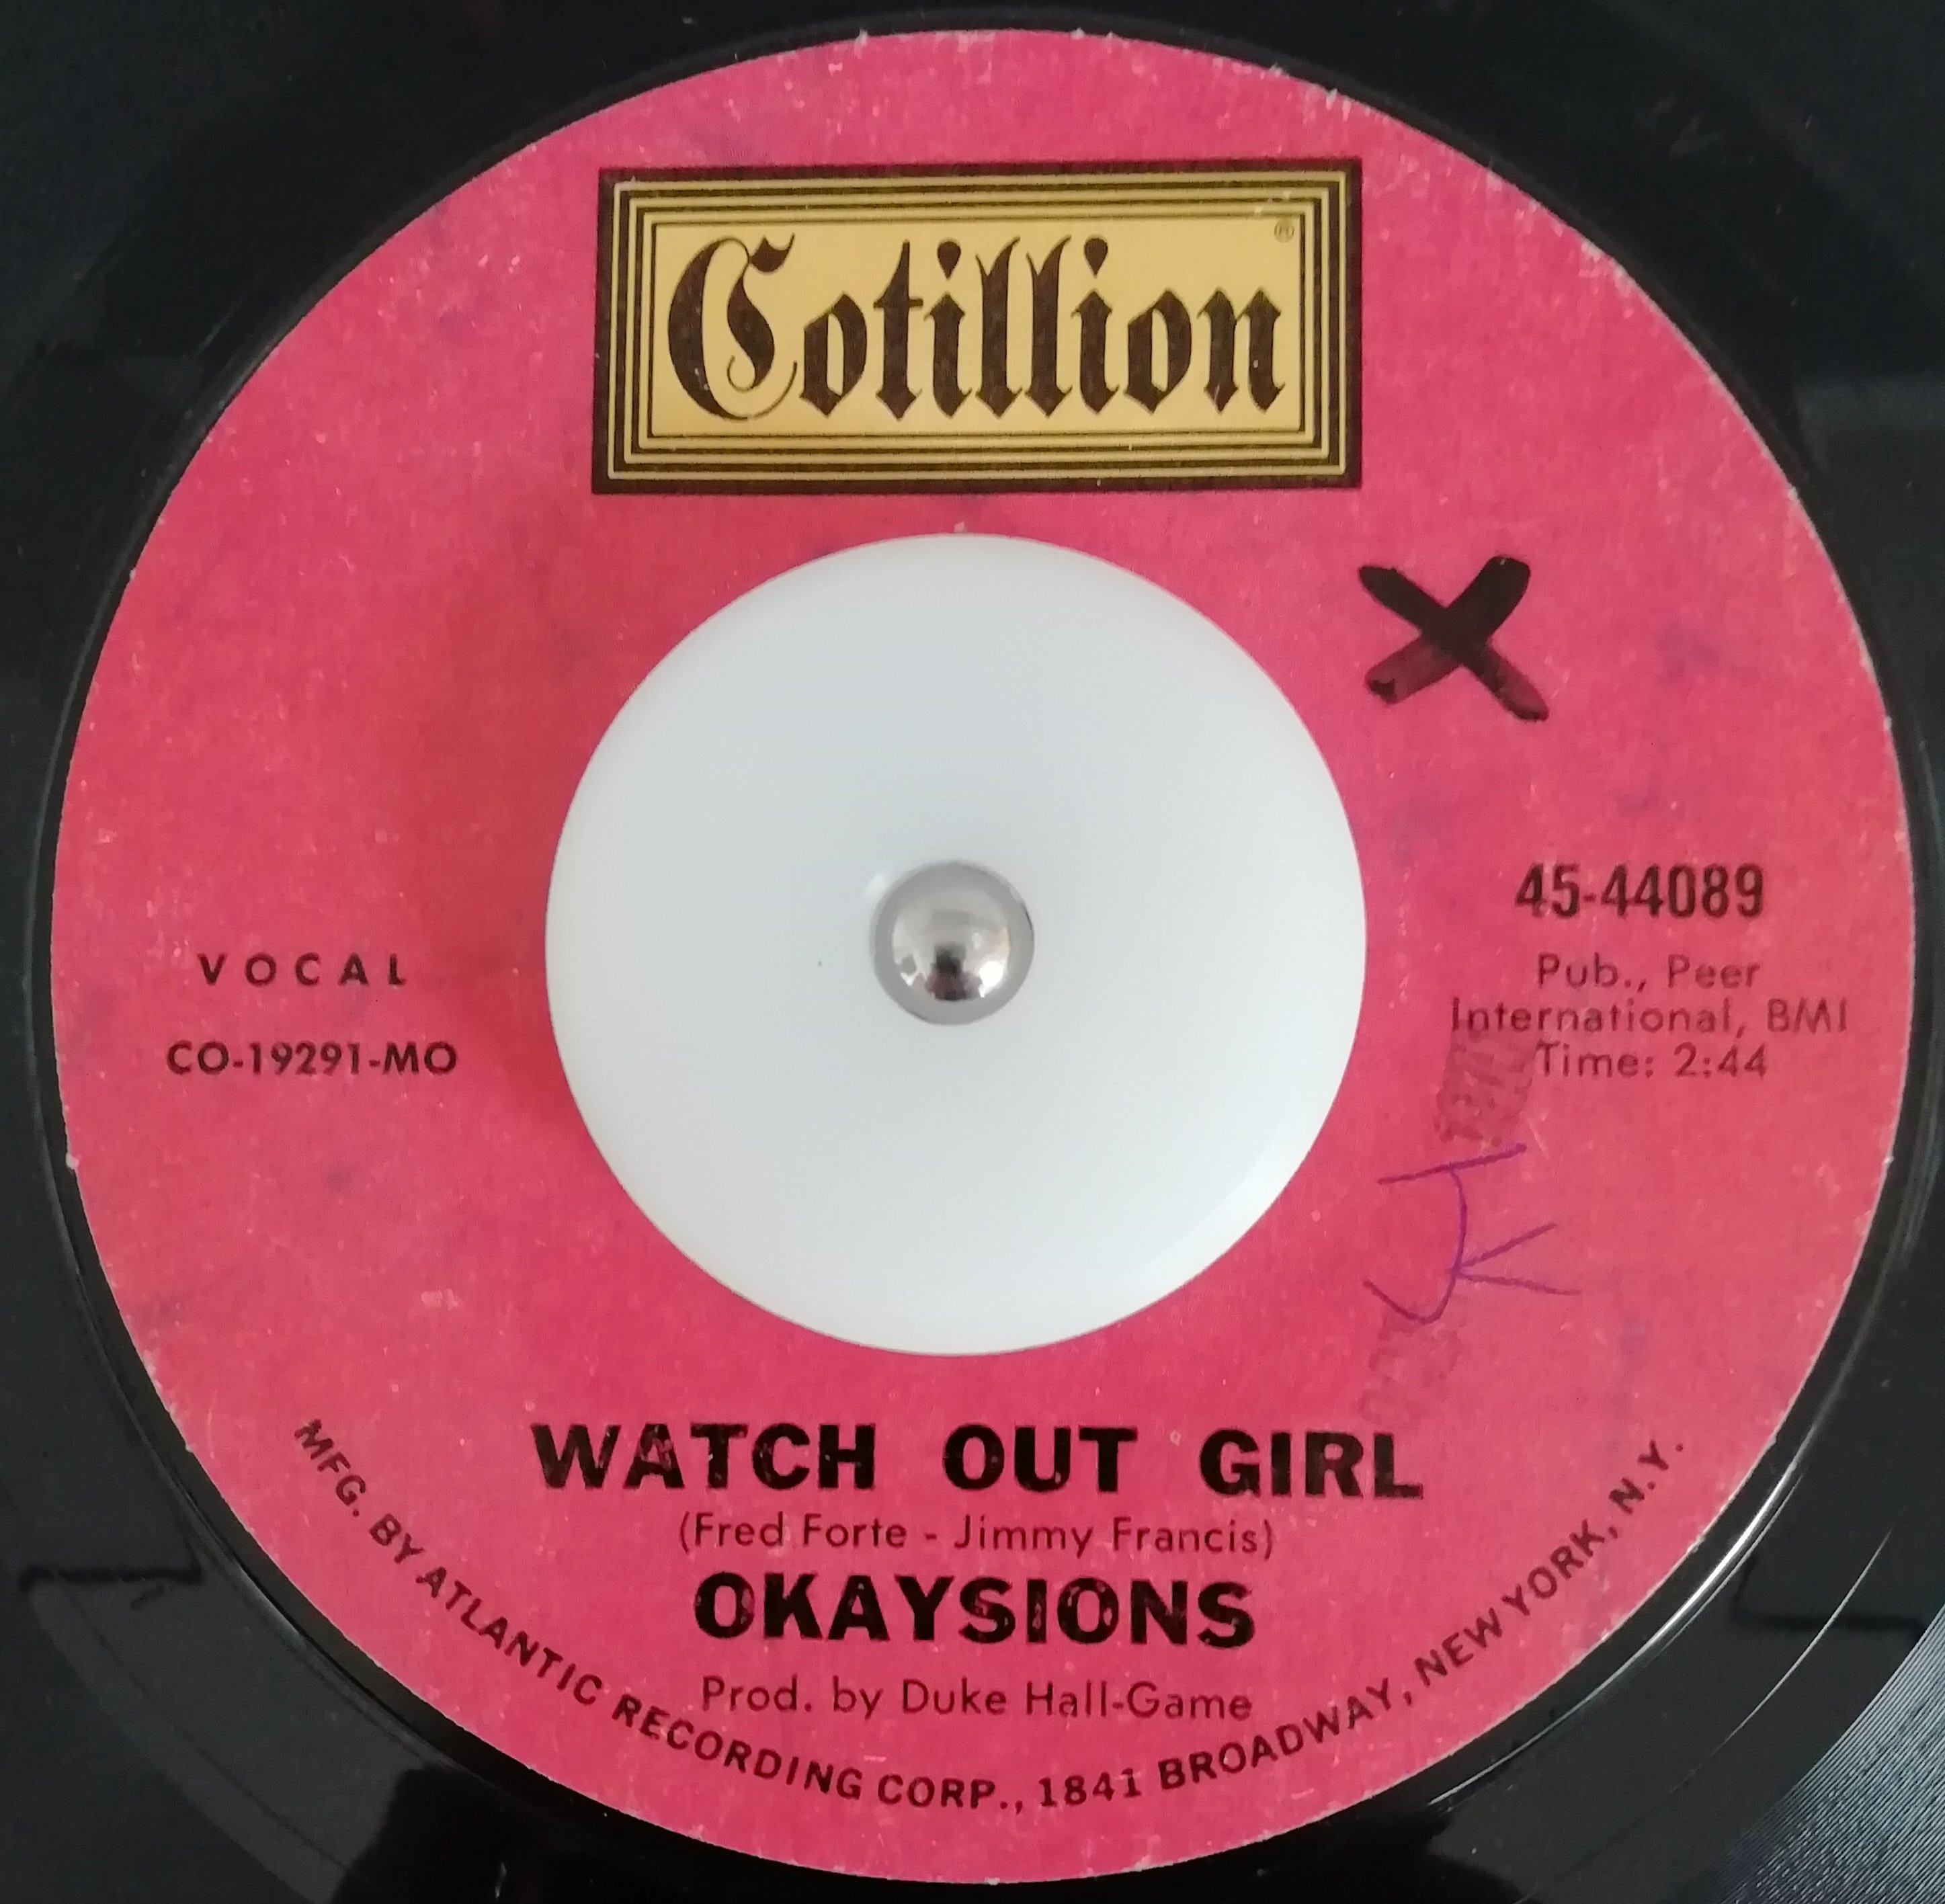 Cotillion ®
X
45-44089
Pub., Peer
International, BMI
Time: 2:44
VOCAL
CO-19291-MO
WATCH OUT GIRL
(Fred Forte - Jimmy Francis)
OKAYSIONS
Prod. by Duke Hall-Game
MFG. BY ATLANTIC RECORDING CORP., 1841 BROADWAY, NEW YORK, N.Y.